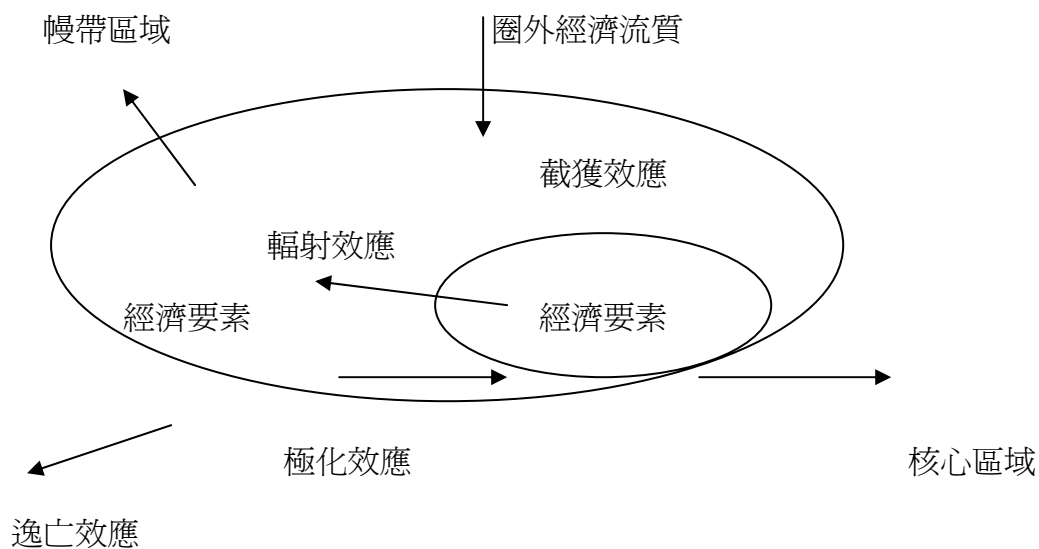 幔帶區域
圈外經濟流質
截獲效應
輻射效應
經濟要素
經濟要素
極化效應
核心區域
逸亡效應